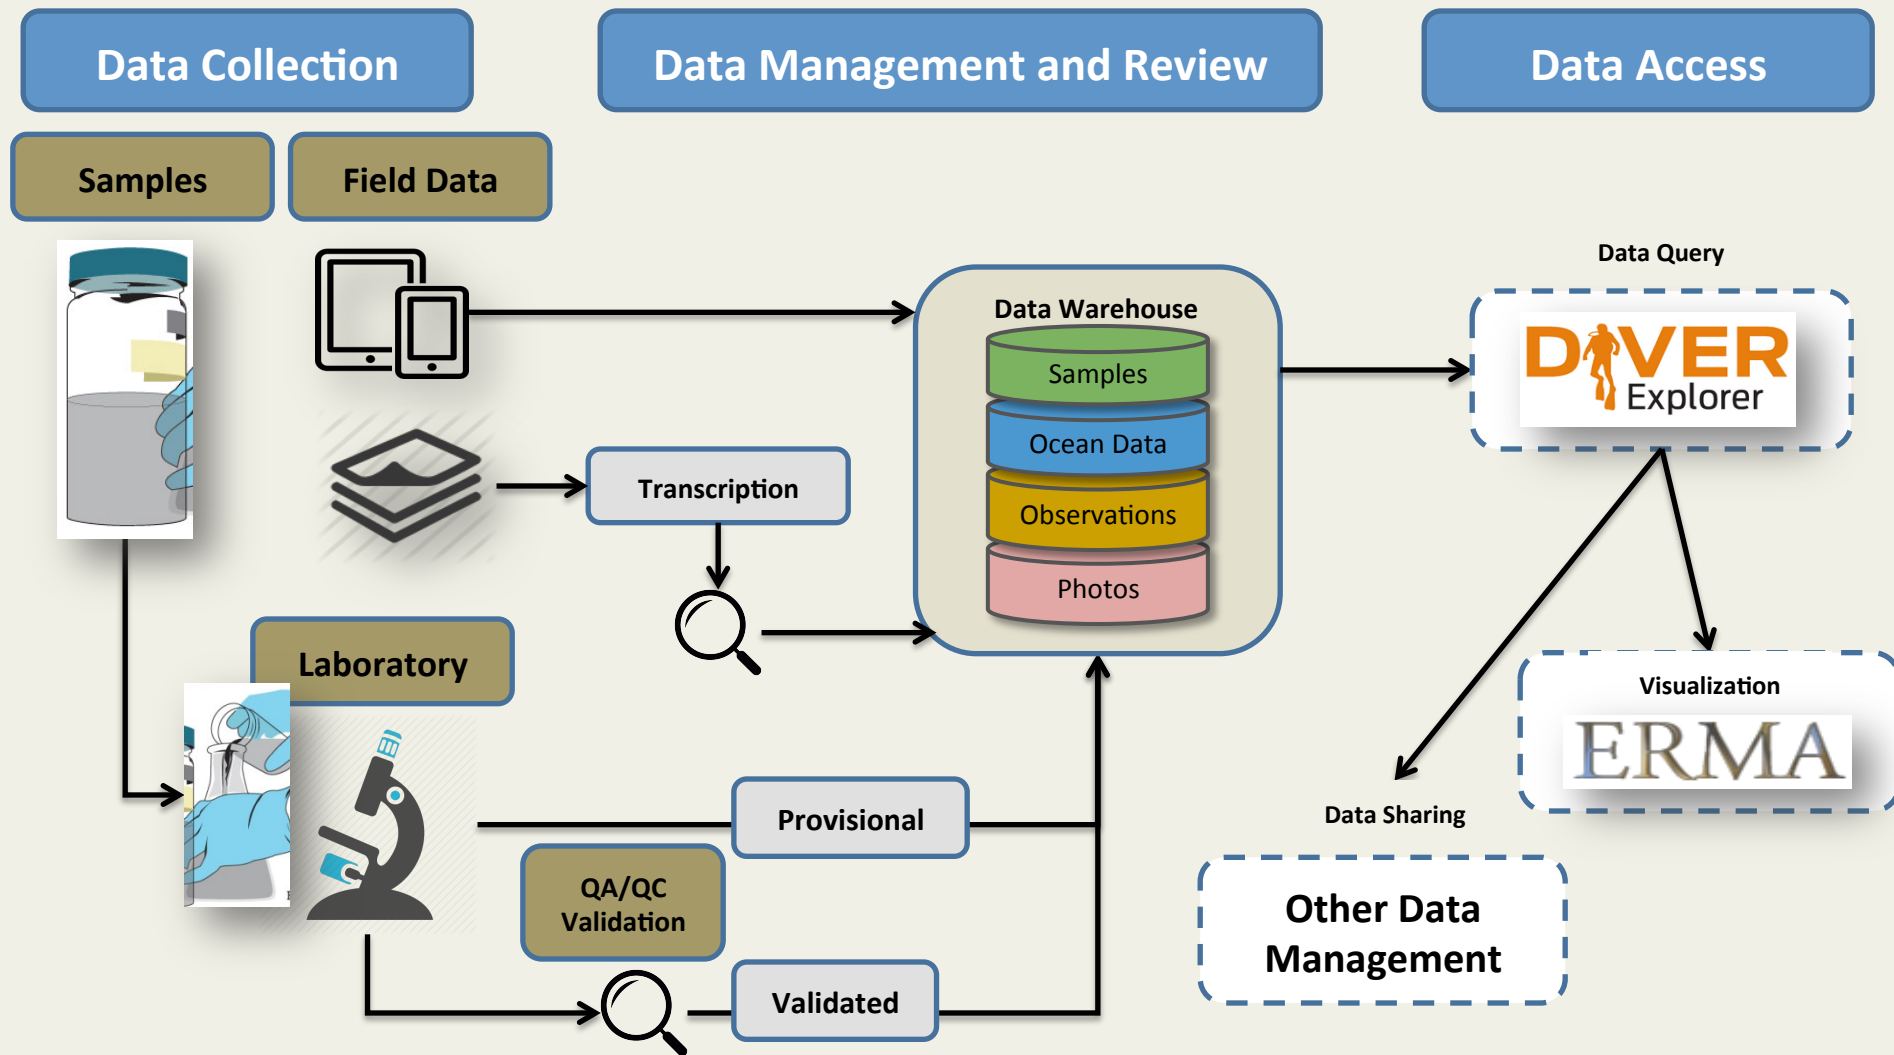 Data Collection
Data Management and Review
Data Access
Samples
Field Data
Data Query
Data Warehouse
Samples
Ocean Data
Observations
Photos
DIVER
Explorer
Transcription
Laboratory
Visualization
ERMA
Provisional
Data Sharing
QA/QC
Validation
Other Data
Management
Validated